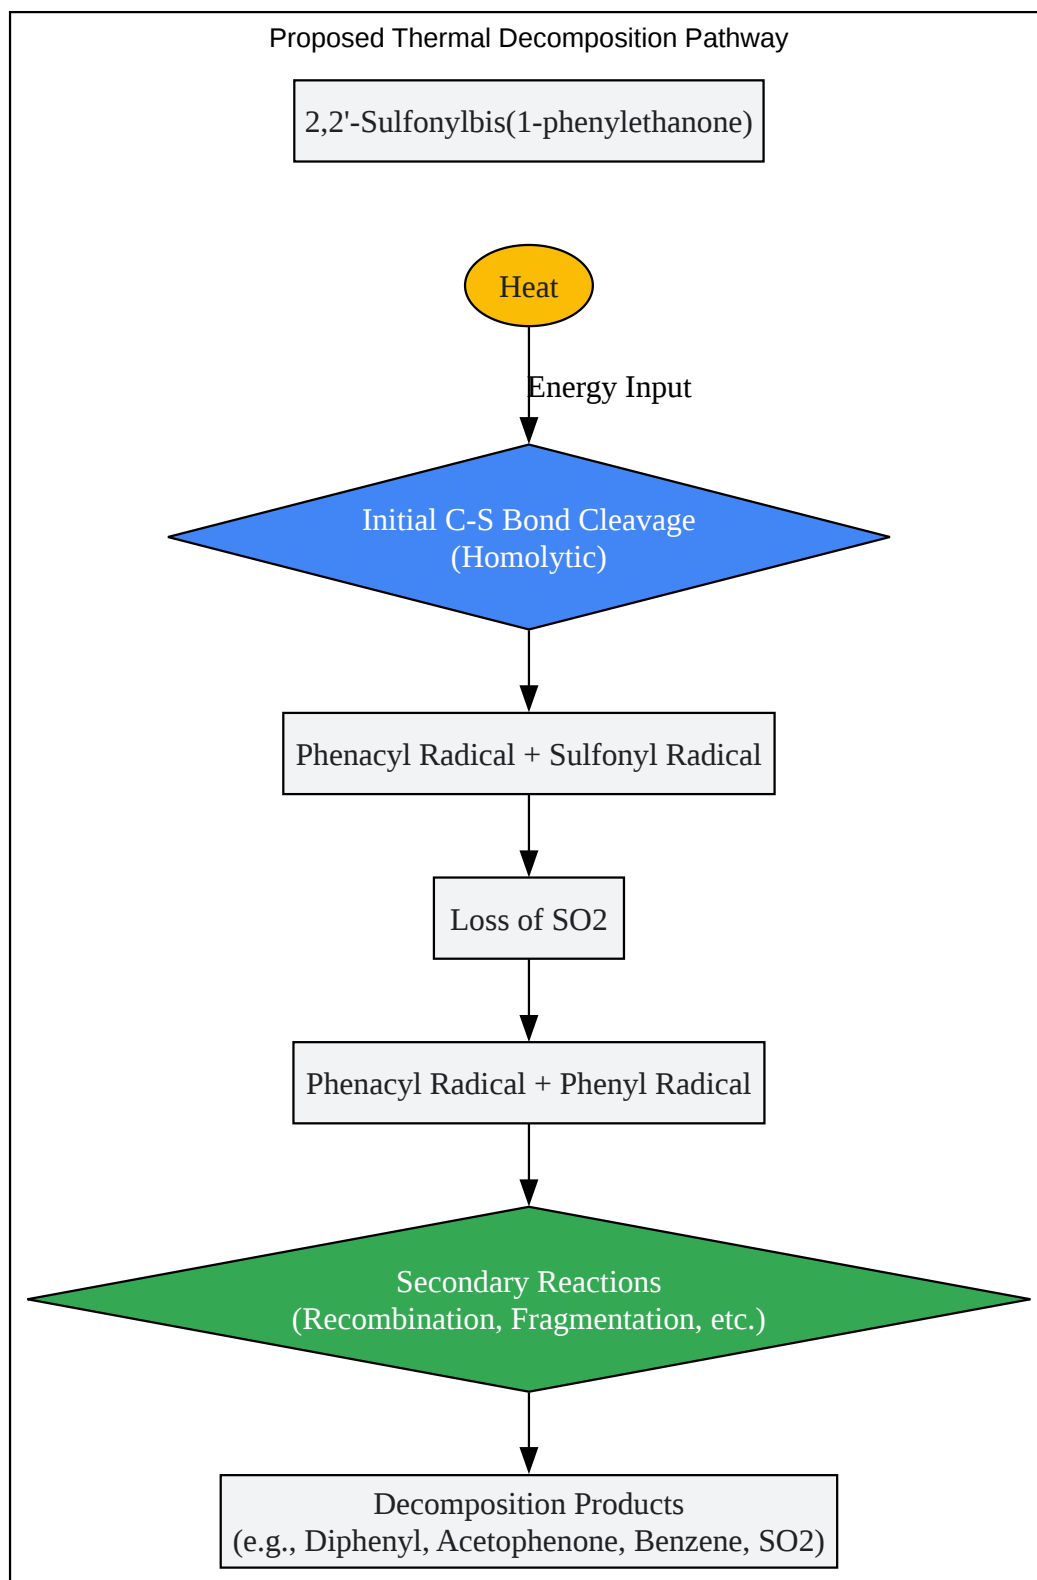 Proposed Thermal Decomposition Pathway
2,2'-Sulfonylbis(1-phenylethanone)
Heat
Energy Input
Initial C-S Bond Cleavage
(Homolytic)
Phenacyl Radical + Sulfonyl Radical
Loss of SO2
Phenacyl Radical + Phenyl Radical
Secondary Reactions
(Recombination, Fragmentation, etc.)
Decomposition Products
(e.g., Diphenyl, Acetophenone, Benzene, SO2)